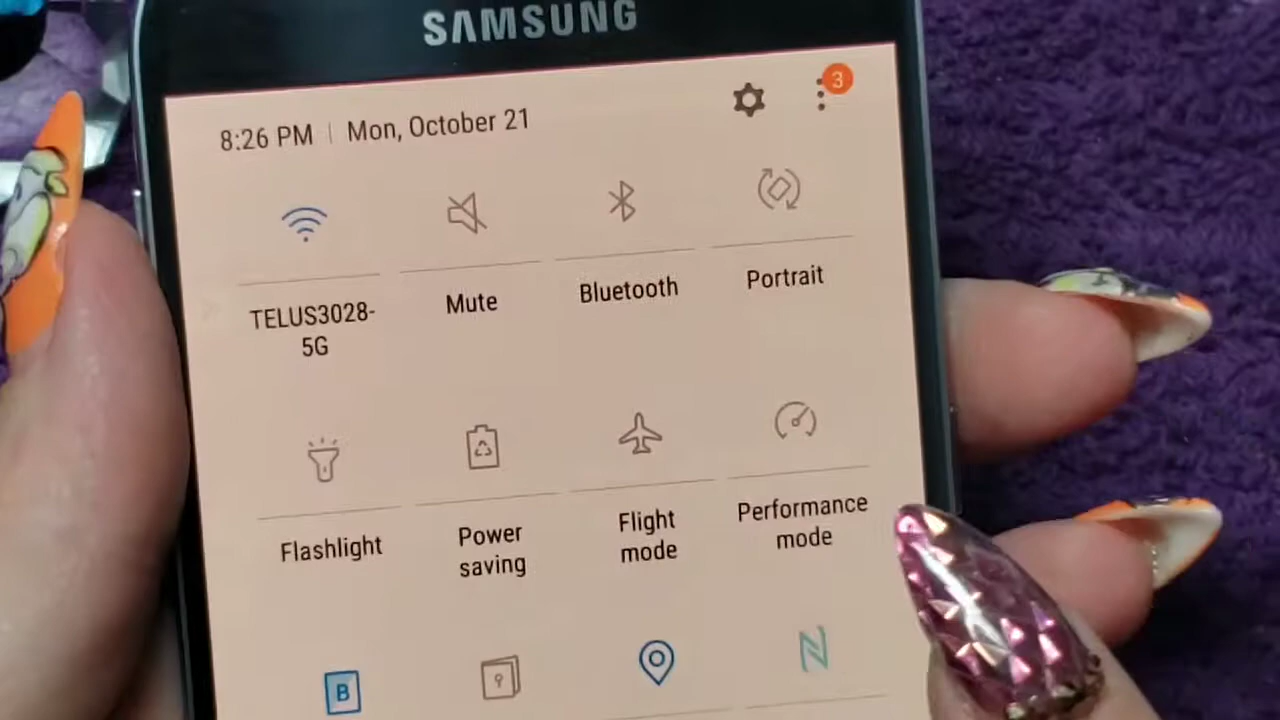 SAMSUNG
8:26 PM | Mon, October 21
3
TELUS3028-
5G
Mute
Bluetooth
Portrait
Flashlight
Power
saving
Flight
mode
Performance
mode
B